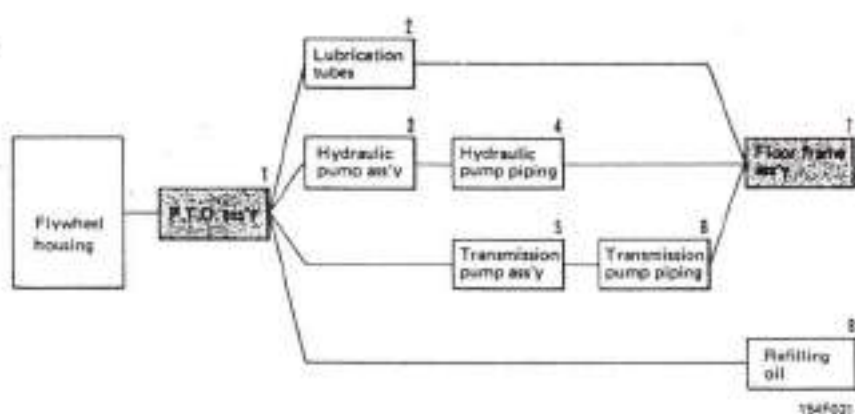 2
Lubrication
tubes
3
Hydraulic
pump ass'y
4
Hydraulic
pump piping
7
Floor frame
ass'y
1
P.T.O. ass'y
Flywheel
housing
5
Transmission
pump ass'y
6
Transmission
pump piping
8
Refilling
oil